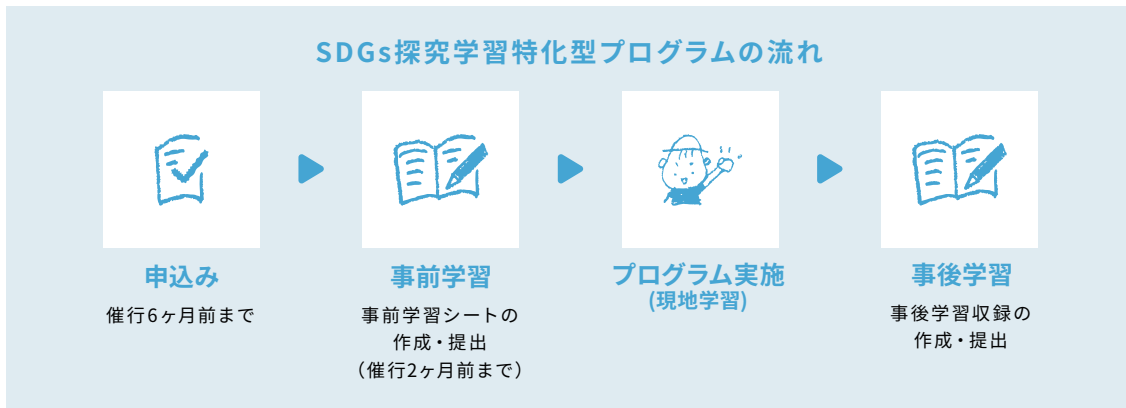 SDGs探究学習特化型プログラムの流れ
申込み
催行6ヶ月前まで
事前学習
事前学習シートの
作成・提出
（催行2ヶ月前まで）
プログラム実施
(現地学習)
事後学習
事後学習収録の
作成・提出